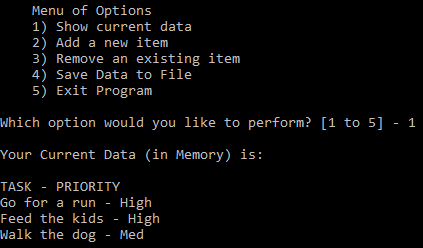 Menu of Options
1) Show current data
2) Add a new item
3) Remove an existing item
4) Save Data to File
5) Exit Program
Which option would you like to perform? [1 to 5] - 1
Your Current Data (in Memory) is:
TASK - PRIORITY
Go for a run - High
Feed the kids - High
Walk the dog - Med